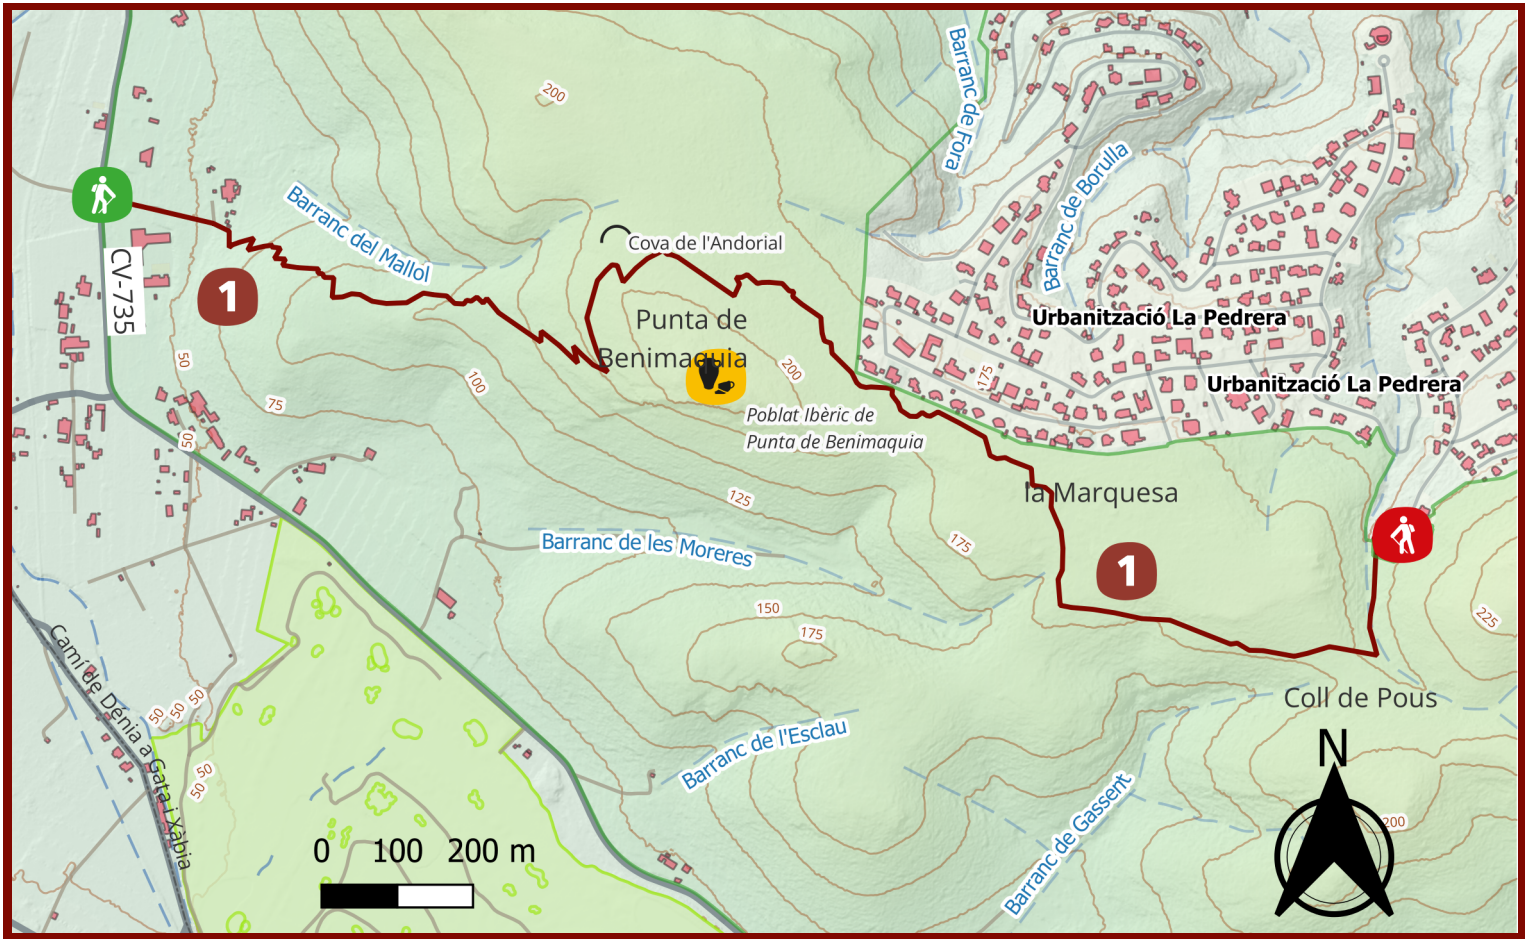 200
Barranc de Fora
Barranc de Borulla
Barranc del Mallol
Cova de l'Andorial
CV-735
1
Punta de
Benimaquia
Urbanització La Pedrera
50
100
200
175
Urbanització La Pedrera
75
Poblat Ibèric de
Punta de Benimaquia
50
125
la Marquesa
175
Barranc de les Moreres
1
150
175
225
Camí de Dénia a Gata i Xàbia
50
50
50
Coll de Pous
Barranc de l'Esclau
N
50
50
Barranc de Gassent
200
0 100 200 m